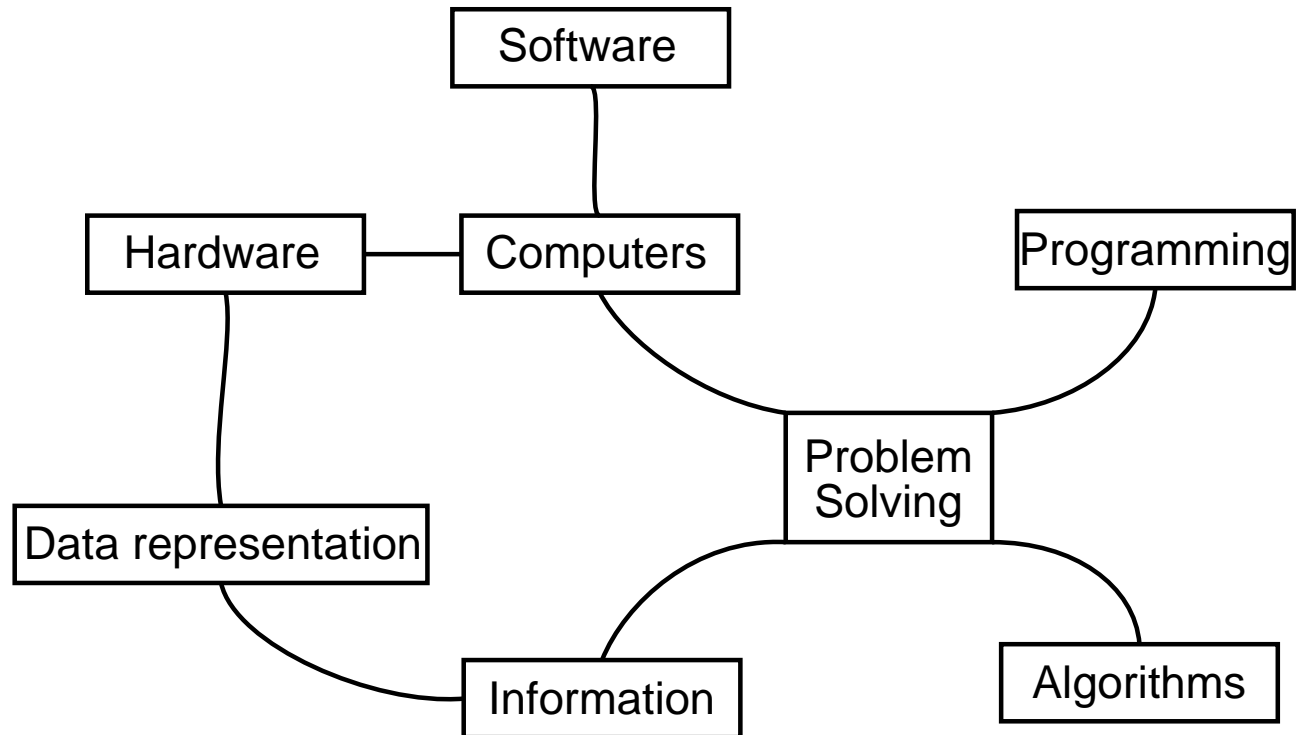 Software
Hardware
Computers
Programming
Problem
Solving
Data representation
Information
Algorithms